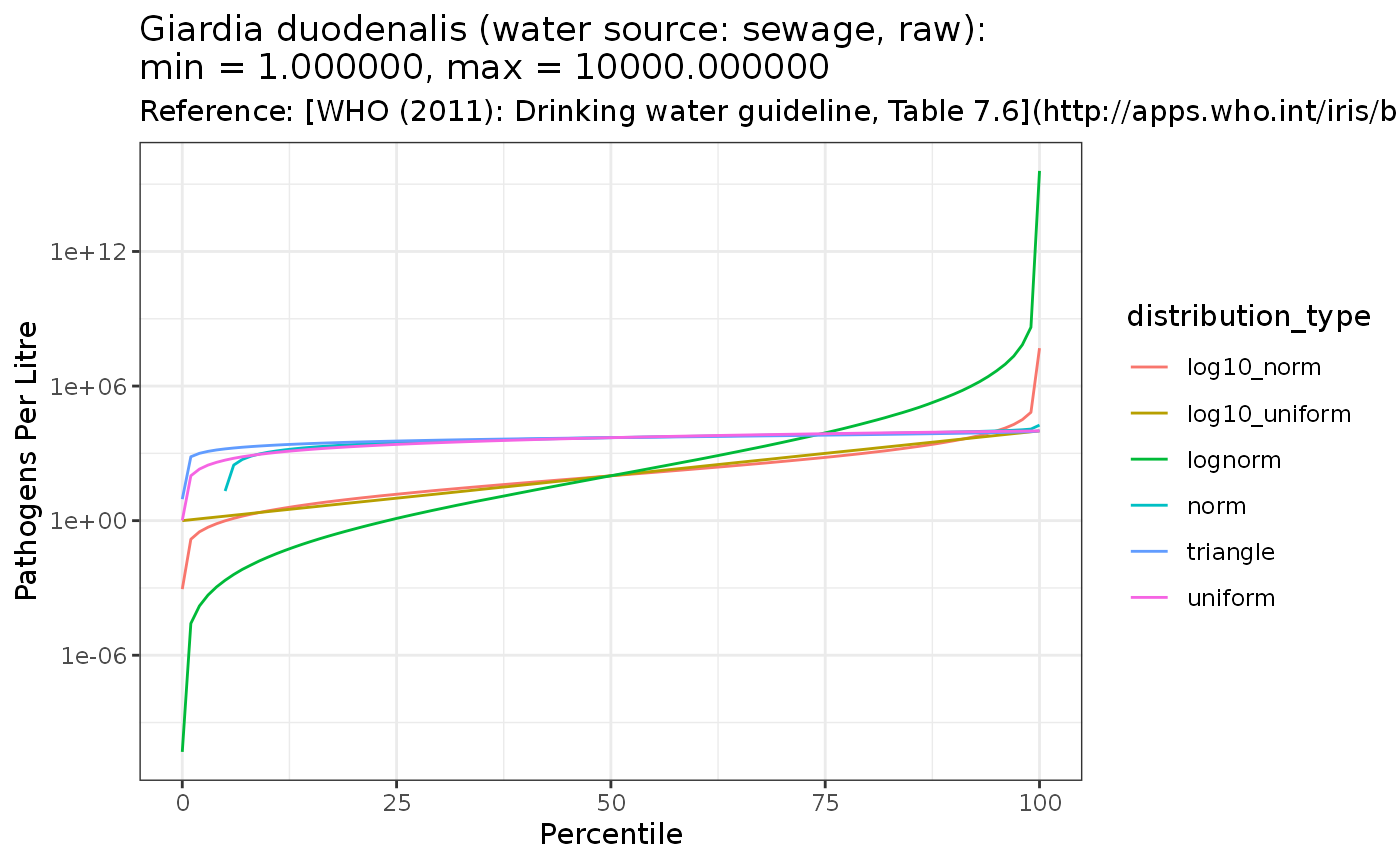 Giardia duodenalis (water source: sewage, raw):
min = 1.000000, max = 10000.000000
Reference: [WHO (2011): Drinking water guideline, Table 7.6](http://apps.who.int/iris/b
Pathogens Per Litre
1e+12
1e+06
1e+00
1e-06
0 25 50 75 100
Percentile
distribution_type
log10_norm
log10_uniform
lognorm
norm
triangle
uniform